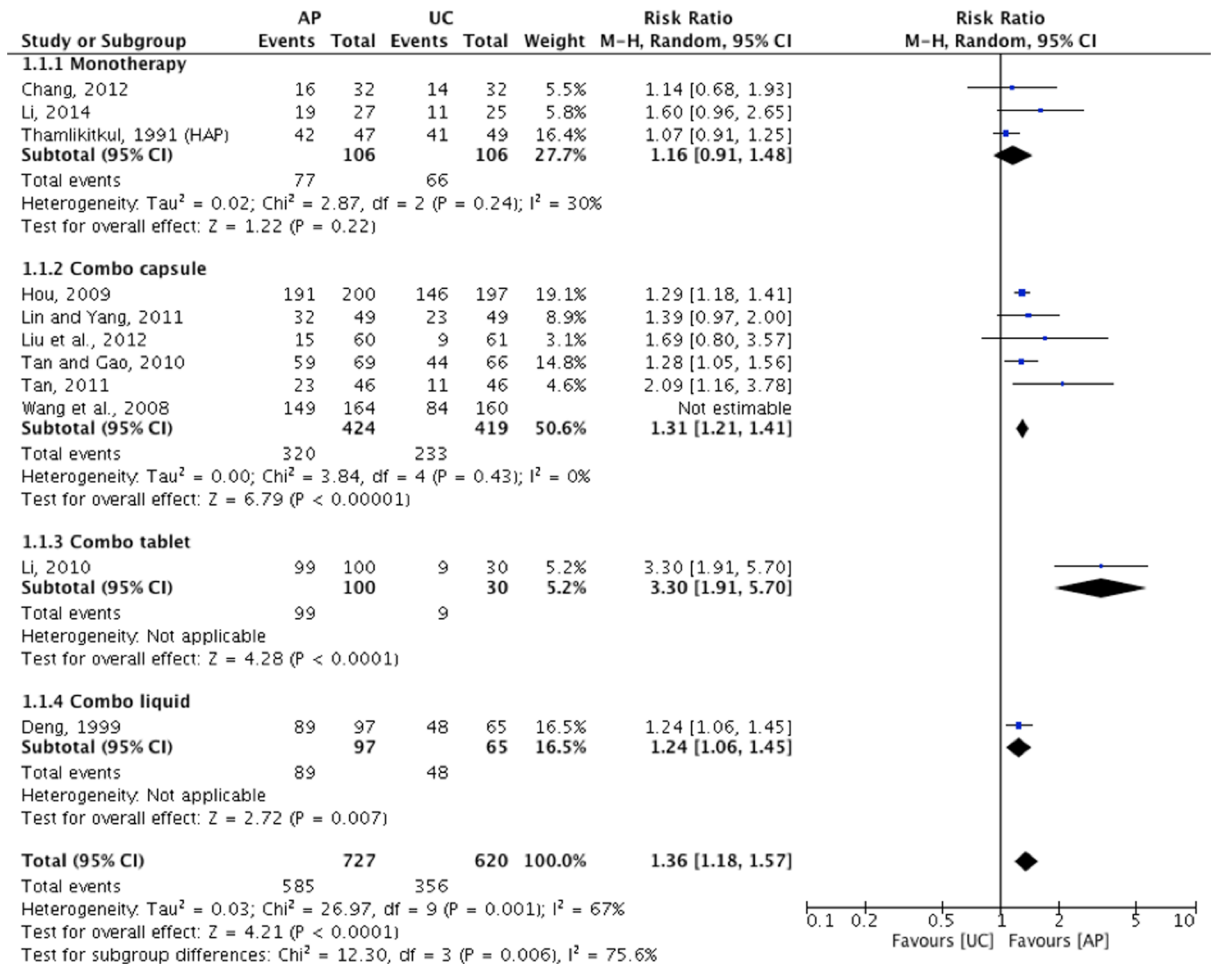 AP UC Risk Ratio Risk Ratio
Study or Subgroup Events Total Events Total Weight M-H, Random, 95% CI M-H, Random, 95% CI
1.1.1 Monotherapy
Chang, 2012 16 32 14 32 5.5% 1.14 [0.68, 1.93]
Li, 2014 19 27 11 25 5.8% 1.60 [0.96, 2.65]
Thamlikitkul, 1991 (HAP) 42 47 41 49 16.4% 1.07 [0.91, 1.25]
Subtotal (95% CI) 106 106 27.7% 1.16 [0.91, 1.48]
Total events 77 66
Heterogeneity: Tau² = 0.02; Chi² = 2.87, df = 2 (P = 0.24); I² = 30%
Test for overall effect: Z = 1.22 (P = 0.22)
1.1.2 Combo capsule
Hou, 2009 191 200 146 197 19.1% 1.29 [1.18, 1.41]
Lin and Yang, 2011 32 49 23 49 8.9% 1.39 [0.97, 2.00]
Liu et al., 2012 15 60 9 61 3.1% 1.69 [0.80, 3.57]
Tan and Gao, 2010 59 69 44 66 14.8% 1.28 [1.05, 1.56]
Tan, 2011 23 46 11 46 4.6% 2.09 [1.16, 3.78]
Wang et al., 2008 149 164 84 160 Not estimable
Subtotal (95% CI) 424 419 50.6% 1.31 [1.21, 1.41]
Total events 320 233
Heterogeneity: Tau² = 0.00; Chi² = 3.84, df = 4 (P = 0.43); I² = 0%
Test for overall effect: Z = 6.79 (P < 0.00001)
1.1.3 Combo tablet
Li, 2010 99 100 9 30 5.2% 3.30 [1.91, 5.70]
Subtotal (95% CI) 100 30 5.2% 3.30 [1.91, 5.70]
Total events 99 9
Heterogeneity: Not applicable
Test for overall effect: Z = 4.28 (P < 0.0001)
1.1.4 Combo liquid
Deng, 1999 89 97 48 65 16.5% 1.24 [1.06, 1.45]
Subtotal (95% CI) 97 65 16.5% 1.24 [1.06, 1.45]
Total events 89 48
Heterogeneity: Not applicable
Test for overall effect: Z = 2.72 (P = 0.007)
Total (95% CI) 727 620 100.0% 1.36 [1.18, 1.57]
Total events 585 356
Heterogeneity: Tau² = 0.03; Chi² = 26.97, df = 9 (P = 0.001); I² = 67%
Test for overall effect: Z = 4.21 (P < 0.0001)
Test for subgroup differences: Chi² = 12.30, df = 3 (P = 0.006), I² = 75.6%
0.1 0.2 0.5 1 2 5 10
Favours [UC] Favours [AP]